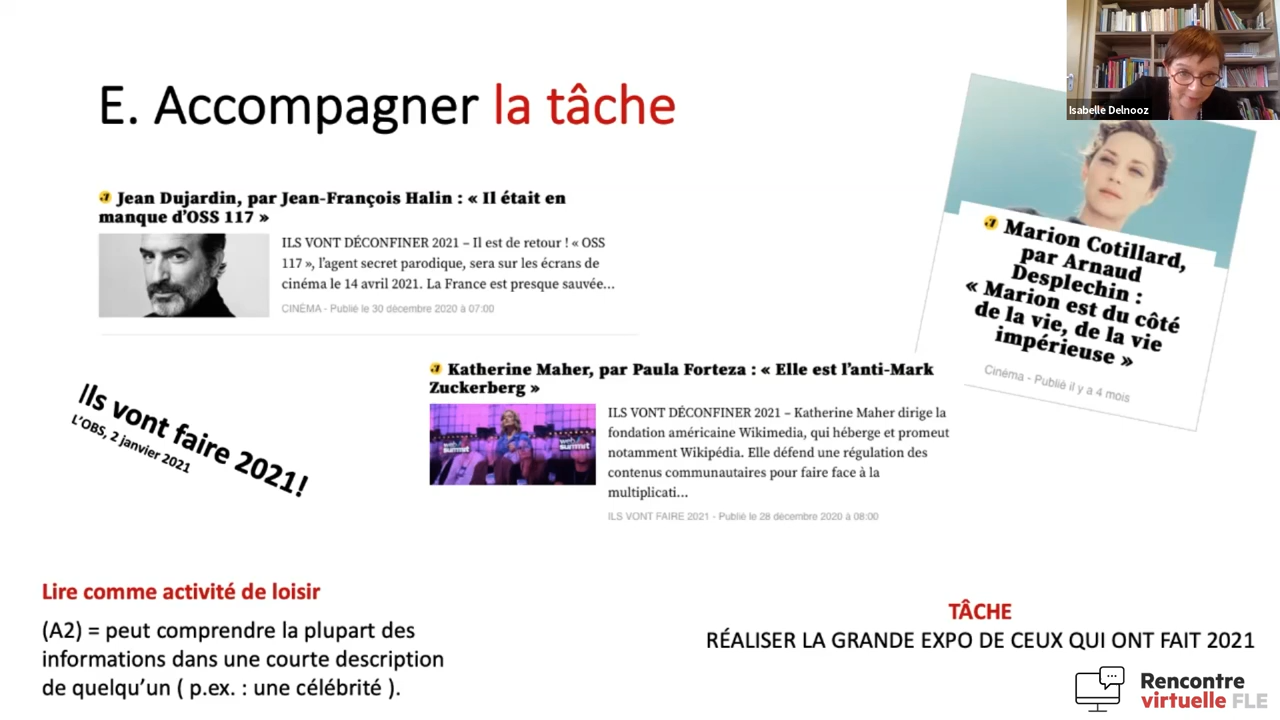 Isabelle Delnooz
E. Accompagner la tâche
Jean Dujardin, par Jean-François Halin : « Il était en
manque d’OSS 117 »
ILS VONT DÉCONFINER 2021 – Il est de retour ! « OSS
117 », l’agent secret parodique, sera sur les écrans de
cinéma le 14 avril 2021. La France est presque sauvée…
CINÉMA - Publié le 30 décembre 2020 à 07:00
Marion Cotillard,
par Arnaud
Desplechin :
« Marion est du côté
de la vie, de la vie
impérieuse »
Cinéma - Publié il y a 4 mois
Katherine Maher, par Paula Forteza : « Elle est l’anti-Mark
Zuckerberg »
web summit
ILS VONT DÉCONFINER 2021 – Katherine Maher dirige la
fondation américaine Wikimedia, qui héberge et promeut
notamment Wikipédia. Elle défend une régulation des
contenus communautaires pour faire face à la
multiplicati…
ILS VONT FAIRE 2021 - Publié le 28 décembre 2020 à 08:00
Ils vont faire 2021!
L’OBS, 2 janvier 2021
Lire comme activité de loisir
(A2) = peut comprendre la plupart des
informations dans une courte description
de quelqu’un ( p.ex. : une célébrité ).
TÂCHE
RÉALISER LA GRANDE EXPO DE CEUX QUI ONT FAIT 2021
Rencontre
virtuelle FLE